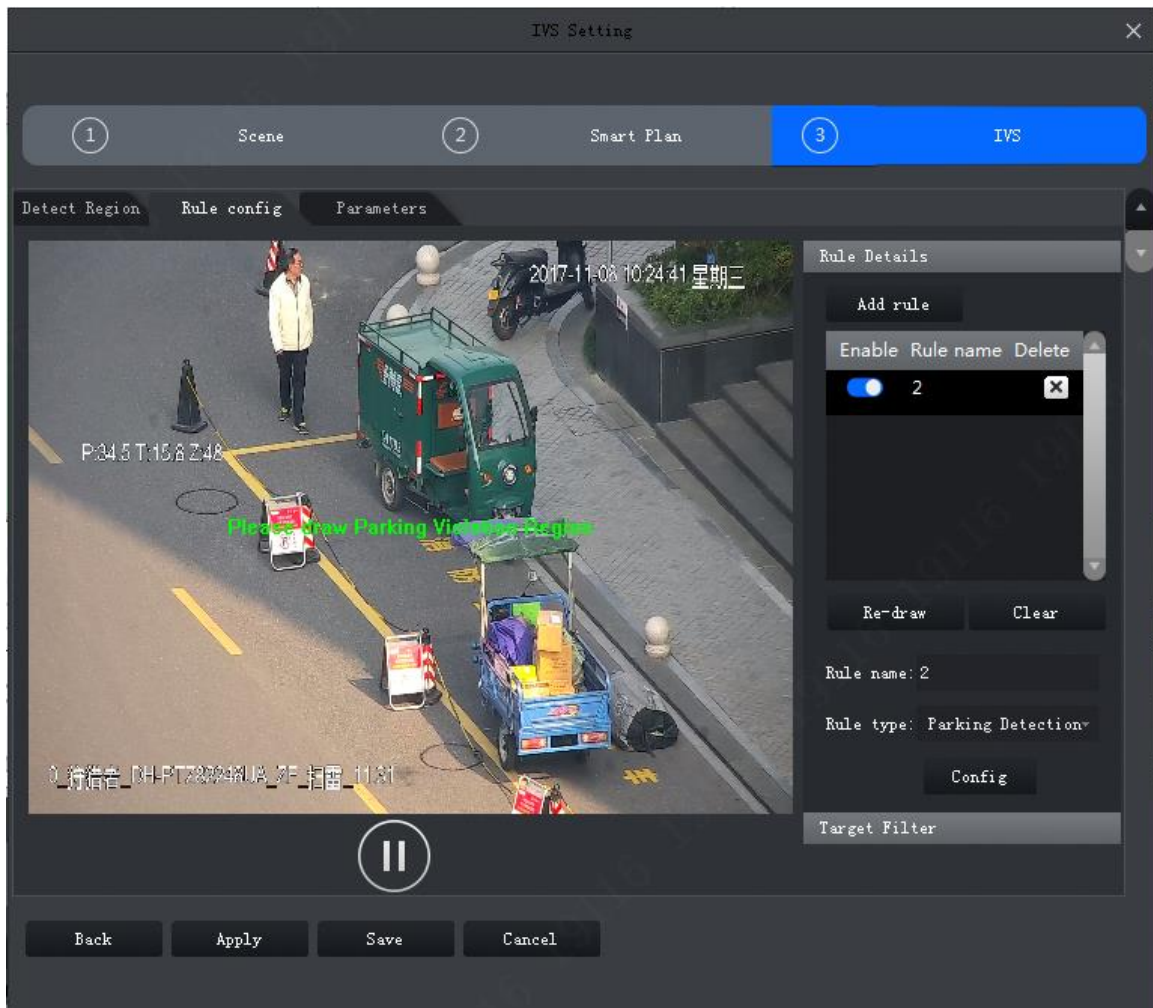 IVS Setting
1 Scene 2 Smart Plan 3 IVS
Detect Region Rule config Parameters
2017-11-08 10:24:41 星期三
P:34.5 T:15.8 Z:48
Please draw Parking Violation Region
Rule Details
Add rule
Enable Rule name Delete
2
Re-draw Clear
Rule name: 2
Rule type: Parking Detection
Config
Target Filter
Back Apply Save Cancel